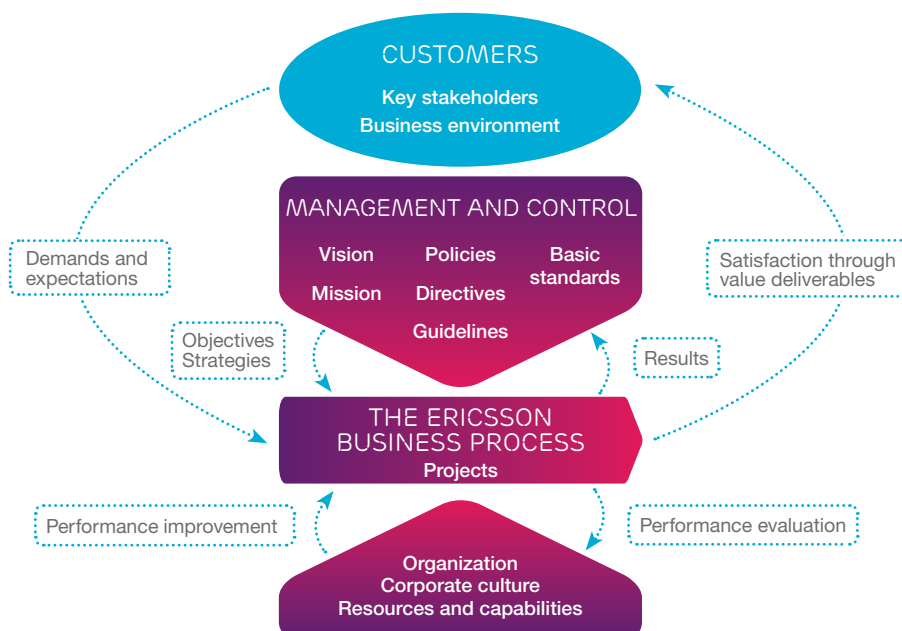 CUSTOMERS
Key stakeholders
Business environment
MANAGEMENT AND CONTROL
Vision
Policies
Basic
standards
Mission
Directives
Guidelines
Demands and
expectations
Satisfaction through
value deliverables
Objectives
Strategies
Results
THE ERICSSON
BUSINESS PROCESS
Projects
Performance improvement
Performance evaluation
Organization
Corporate culture
Resources and capabilities